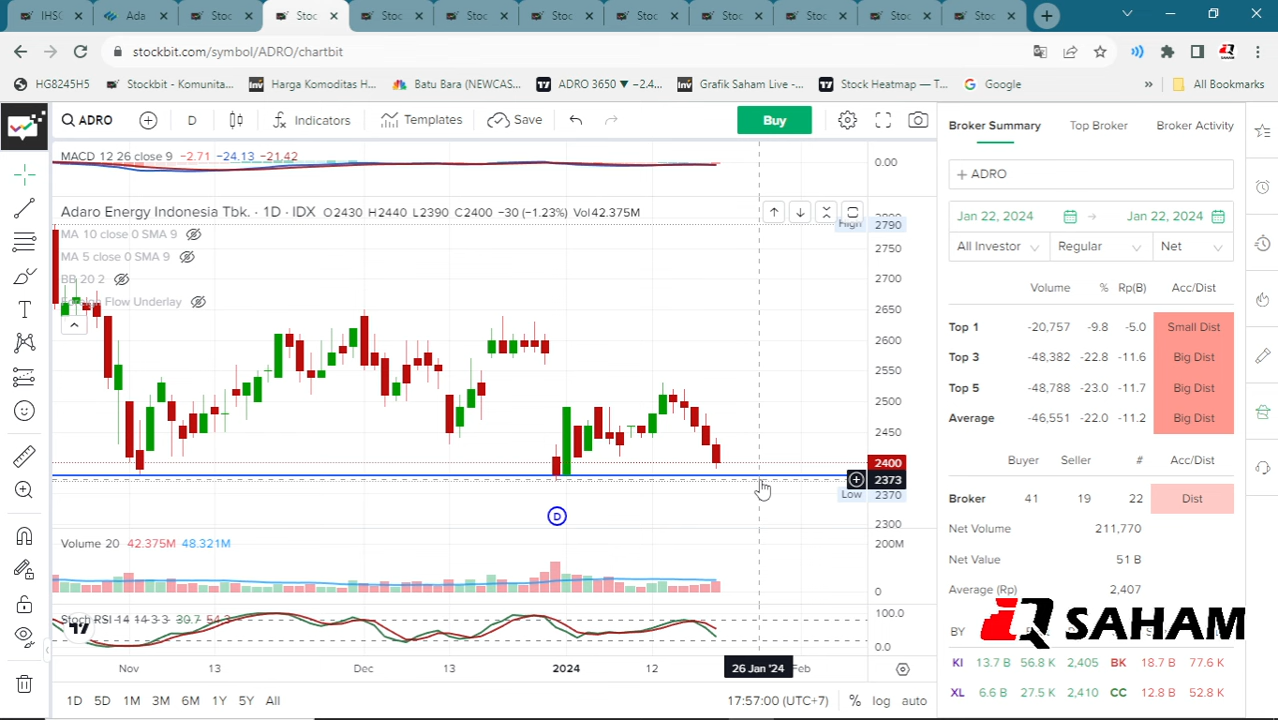 IHSG
Ada
Stoc
Stoc
Stoc
Stoc
Stoc
Stoc
Stoc
Stoc
Stoc
Stoc
stockbit.com/symbol/ADRO/chartbit
HG8245H5
Stockbit - Komunita...
Harga Komoditas H...
Batu Bara (NEWCAS...
ADRO 3650 ▼ −2.4...
Grafik Saham Live -...
Stock Heatmap — T...
Google
»
All Bookmarks
ADRO
D
Indicators
Templates
Save
Buy
MACD 12 26 close 9 −2.71 −24.13 −21.42
0.00
Adaro Energy Indonesia Tbk. · 1D · IDX O2430 H2440 L2390 C2400 −30 (−1.23%) Vol42.375M
MA 10 close 0 SMA 9
MA 5 close 0 SMA 9
BB 20 2
Foreign Flow Underlay
High 2790
2750
2700
2650
2600
2550
2500
2450
2400
2373
Low 2370
2300
D
Volume 20 42.375M 48.321M
200M
0
Stoch RSI 14 14 3 3 39.7 54.3
100.0
0.0
Nov 13 Dec 13 2024 12 26 Jan '24 Feb
1D 5D 1M 3M 6M 1Y 5Y All
17:57:00 (UTC+7) % log auto
Broker Summary Top Broker Broker Activity
+ ADRO
Jan 22, 2024 → Jan 22, 2024
All Investor Regular Net
Volume % Rp(B) Acc/Dist
Top 1 -20,757 -9.8 -5.0 Small Dist
Top 3 -48,382 -22.8 -11.6 Big Dist
Top 5 -48,788 -23.0 -11.7 Big Dist
Average -46,551 -22.0 -11.2 Big Dist
Buyer Seller # Acc/Dist
Broker 41 19 22 Dist
Net Volume 211,770
Net Value 51 B
Average (Rp) 2,407
IQ SAHAM
BY
KI 13.7 B 56.8 K 2,405 BK 18.7 B 77.6 K
XL 6.6 B 27.5 K 2,410 CC 12.8 B 52.8 K